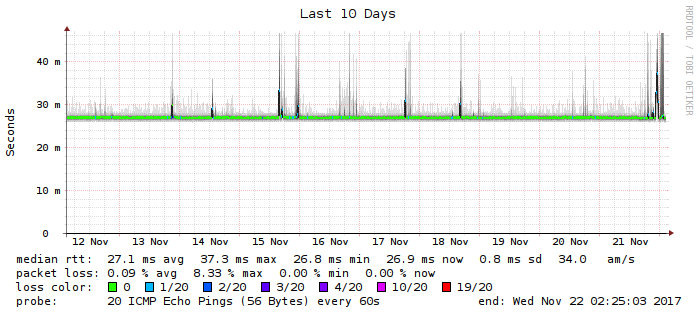 Last 10 Days
RRDTOOL / TOBI OETIKER
Seconds
40 m
30 m
20 m
10 m
0
12 Nov 13 Nov 14 Nov 15 Nov 16 Nov 17 Nov 18 Nov 19 Nov 20 Nov 21 Nov
median rtt: 27.1 ms avg 37.3 ms max 26.8 ms min 26.9 ms now 0.8 ms sd 34.0 am/s
packet loss: 0.09 % avg 8.33 % max 0.00 % min 0.00 % now
loss color: 0 1/20 2/20 3/20 4/20 10/20 19/20
probe: 20 ICMP Echo Pings (56 Bytes) every 60s end: Wed Nov 22 02:25:03 2017